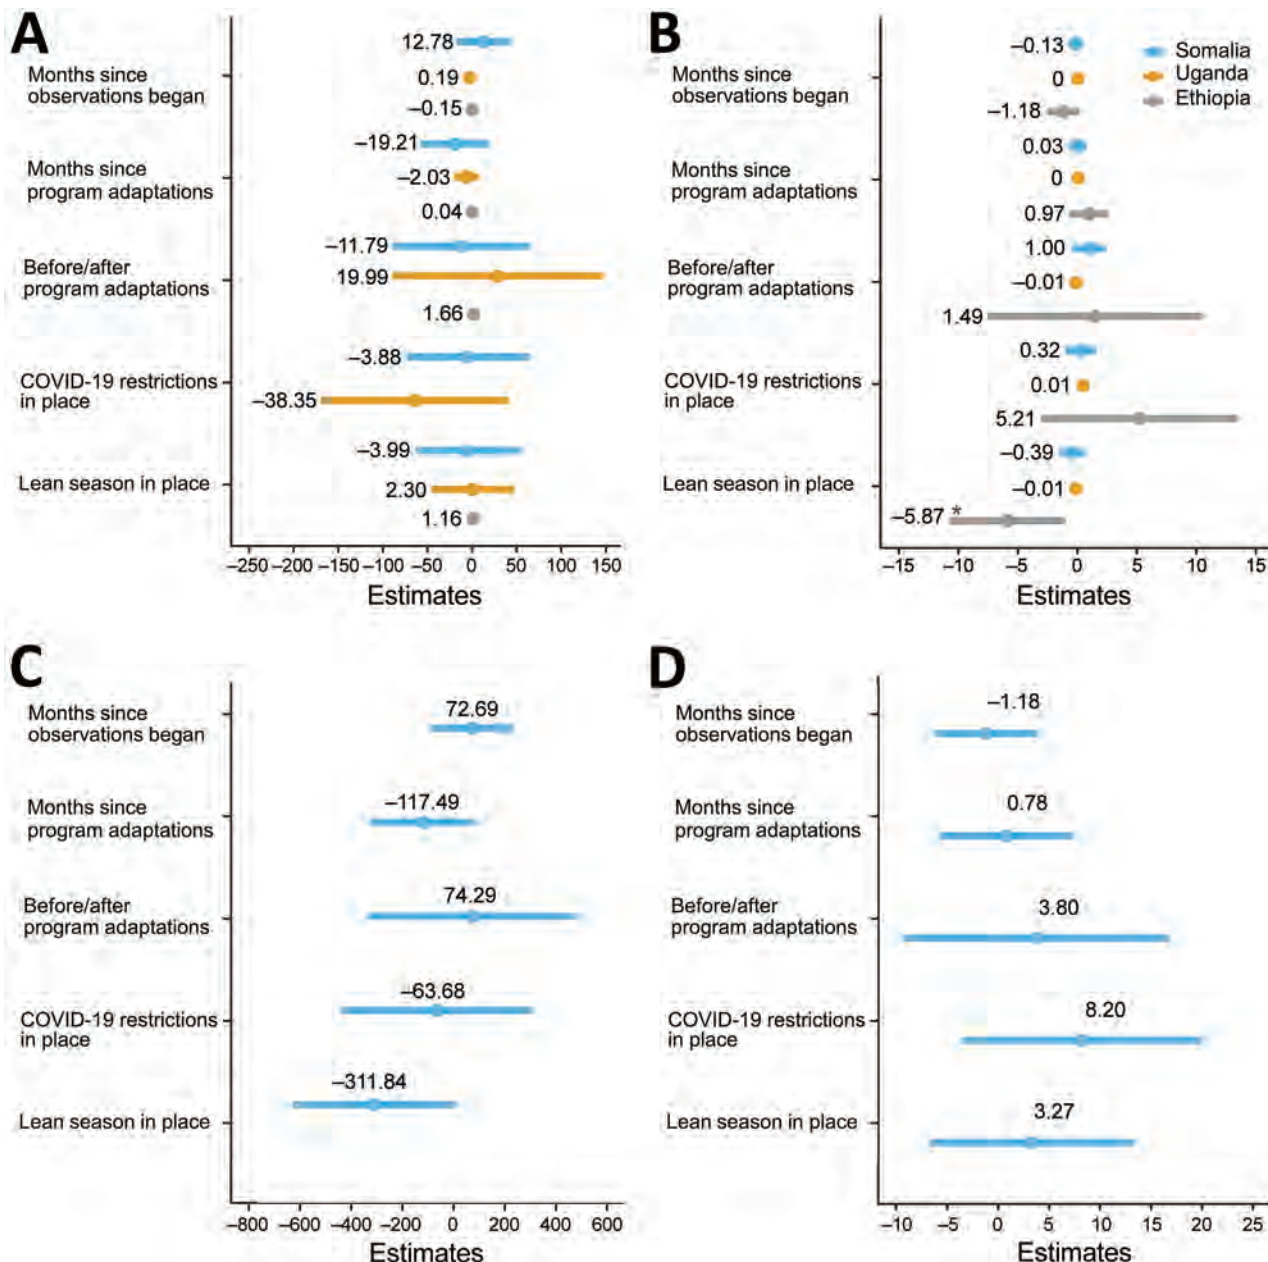 A
12.78
Months since
observations began
0.19
−0.15
−19.21
Months since
program adaptations
−2.03
0.04
−11.79
Before/after
program adaptations
19.99
1.66
−3.88
COVID-19 restrictions
in place
−38.35
−3.99
Lean season in place
2.30
1.16
−250 −200 −150 −100 −50 0 50 100 150
Estimates
B
Somalia
Uganda
Ethiopia
−0.13
Months since
observations began
0
−1.18
0.03
Months since
program adaptations
0
0.97
1.00
Before/after
program adaptations
−0.01
1.49
0.32
COVID-19 restrictions
in place
0.01
5.21
−0.39
Lean season in place
−0.01
−5.87 *
−15 −10 −5 0 5 10 15
Estimates
C
Months since
observations began
72.69
Months since
program adaptations
−117.49
Before/after
program adaptations
74.29
COVID-19 restrictions
in place
−63.68
−311.84
Lean season in place
−800 −600 −400 −200 0 200 400 600
Estimates
D
Months since
observations began
−1.18
Months since
program adaptations
0.78
Before/after
program adaptations
3.80
COVID-19 restrictions
in place
8.20
Lean season in place
3.27
−10 −5 0 5 10 15 20 25
Estimates